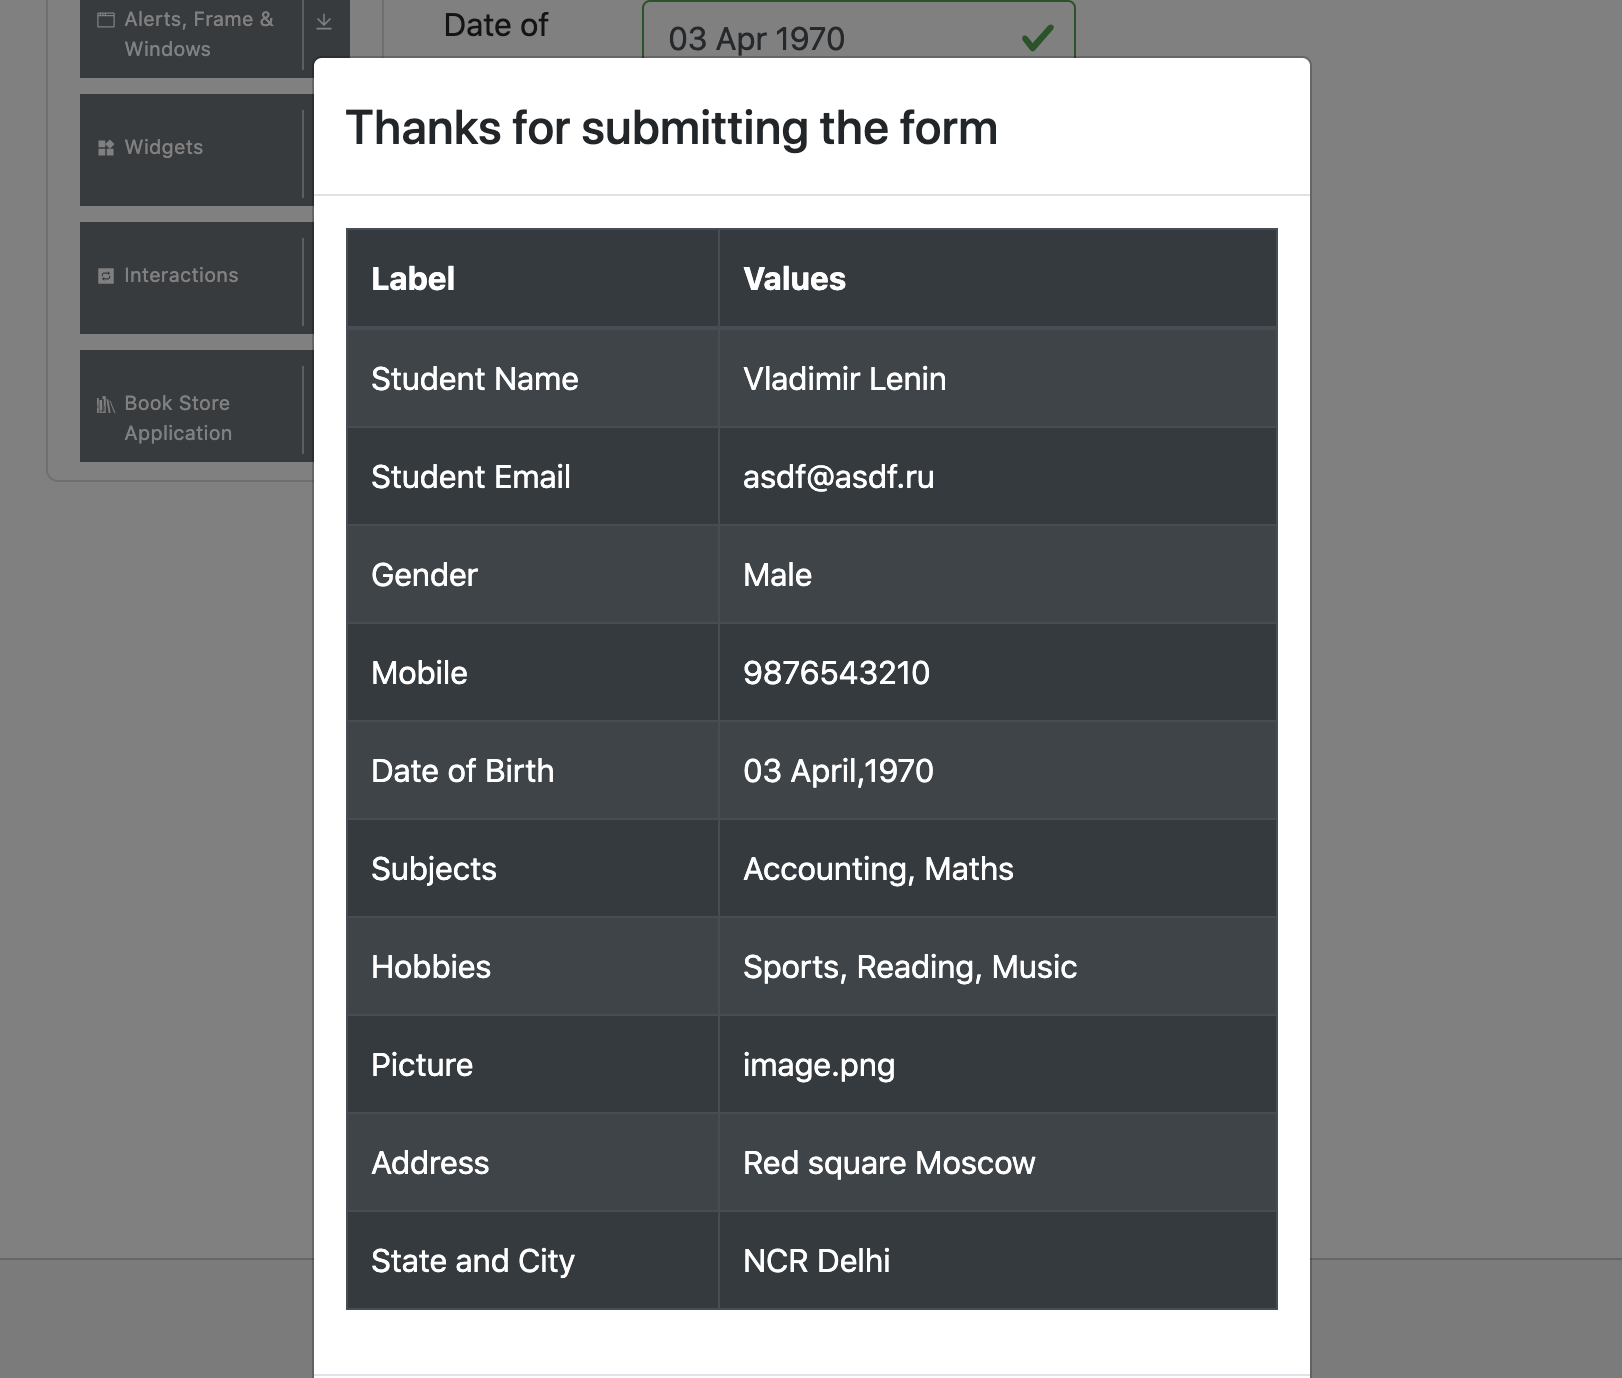 Alerts, Frame &
Windows
Widgets
Interactions
Book Store
Application
Date of
03 Apr 1970
Thanks for submitting the form
Label Values
Student Name Vladimir Lenin
Student Email asdf@asdf.ru
Gender Male
Mobile 9876543210
Date of Birth 03 April,1970
Subjects Accounting, Maths
Hobbies Sports, Reading, Music
Picture image.png
Address Red square Moscow
State and City NCR Delhi